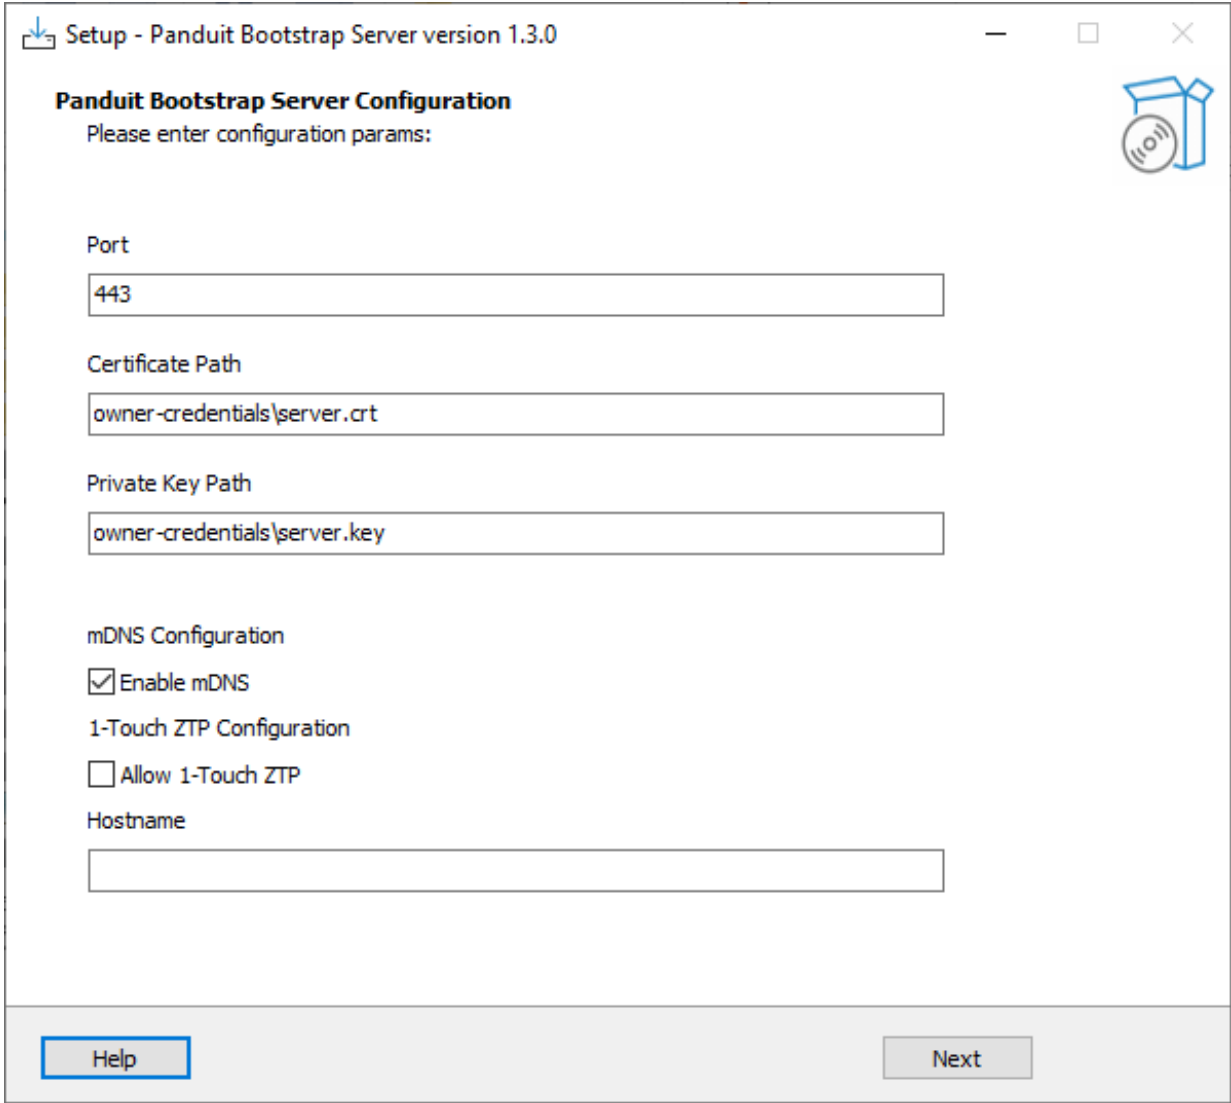 Setup - Panduit Bootstrap Server version 1.3.0
Panduit Bootstrap Server Configuration
Please enter configuration params:
Port
443
Certificate Path
owner-credentials\server.crt
Private Key Path
owner-credentials\server.key
mDNS Configuration
Enable mDNS
1-Touch ZTP Configuration
Allow 1-Touch ZTP
Hostname
Help Next